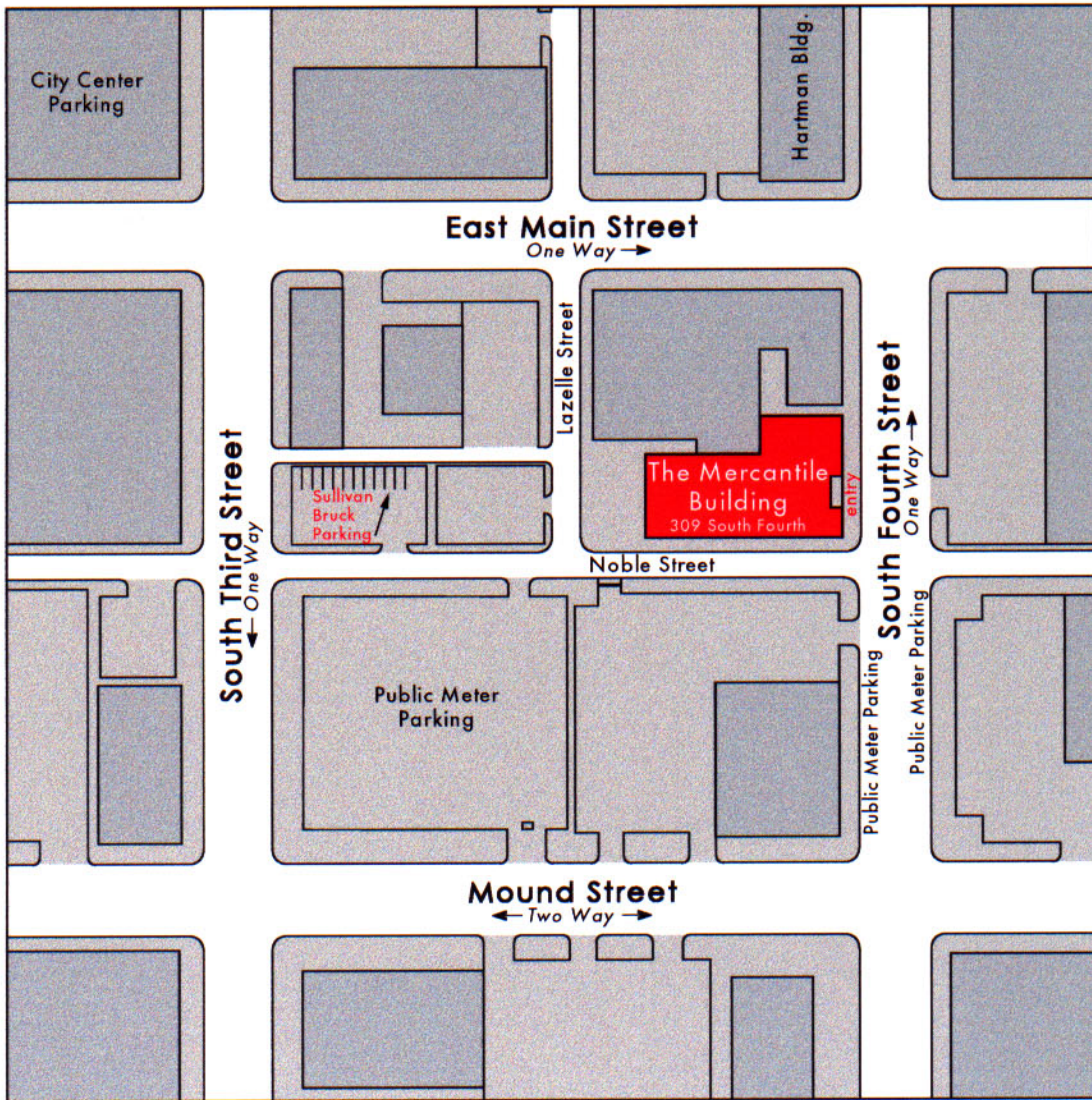 City Center
Parking
Hartman Bldg.
East Main Street
One Way →
Lazelle Street
South Third Street
← One Way
Sullivan
Bruck
Parking
The Mercantile
Building
309 South Fourth
entry
South Fourth Street
One Way →
Noble Street
Public Meter
Parking
Public Meter Parking
Public Meter Parking
Mound Street
← Two Way →